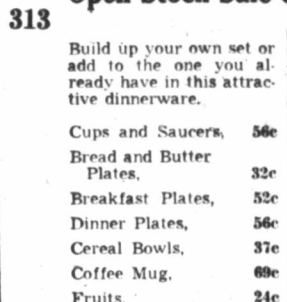 313
Build up your own set or
add to the one you al-
ready have in this attrac-
tive dinnerware.
Cups and Saucers, 56c
Bread and Butter
Plates, 32c
Breakfast Plates, 52c
Dinner Plates, 56c
Cereal Bowls, 37c
Coffee Mug, 69c
Fruits, 24c